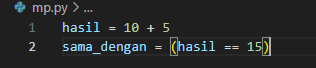 mp.py > ...
1 hasil = 10 + 5
2 sama_dengan = (hasil == 15)